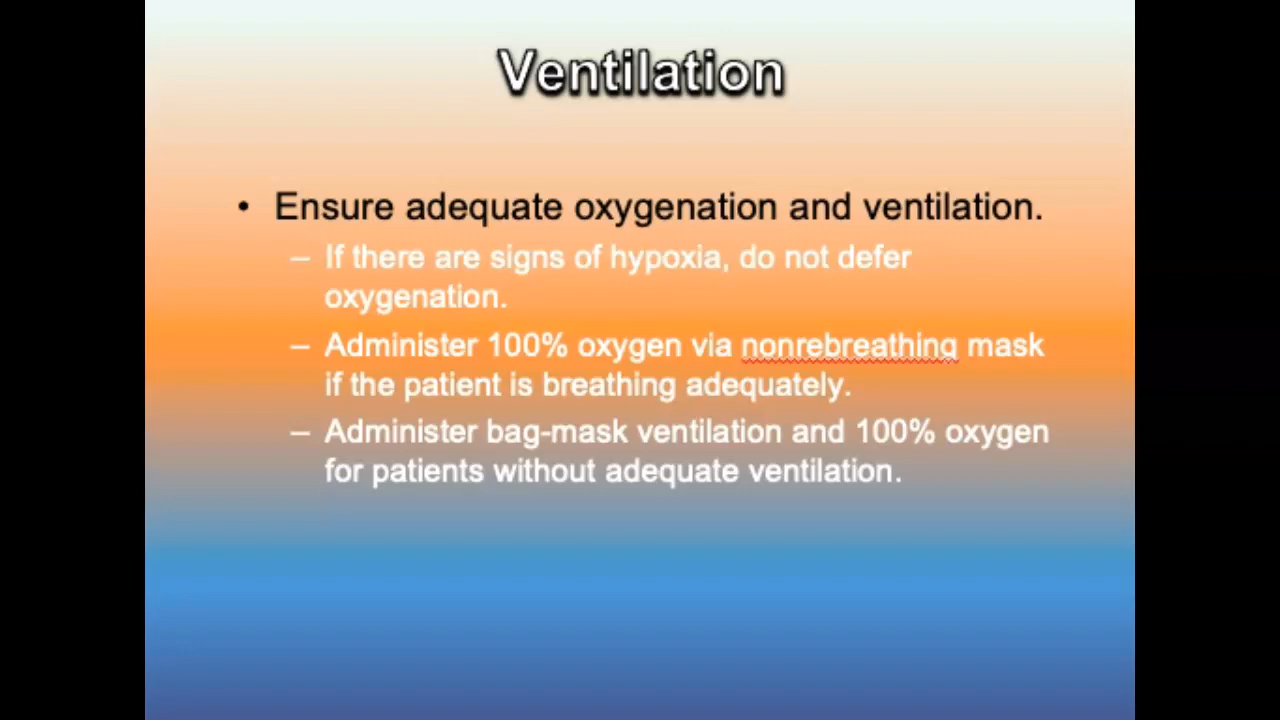 Ventilation
• Ensure adequate oxygenation and ventilation.
– If there are signs of hypoxia, do not defer
oxygenation.
– Administer 100% oxygen via nonrebreathing mask
if the patient is breathing adequately.
– Administer bag-mask ventilation and 100% oxygen
for patients without adequate ventilation.